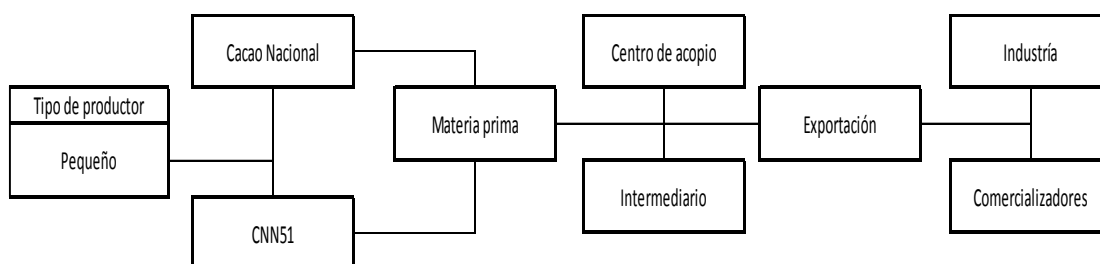 Cacao Nacional
Centro de acopio
Industría
Tipo de productor
Materia prima
Exportación
Pequeño
Intermediario
Comercializadores
CNN51